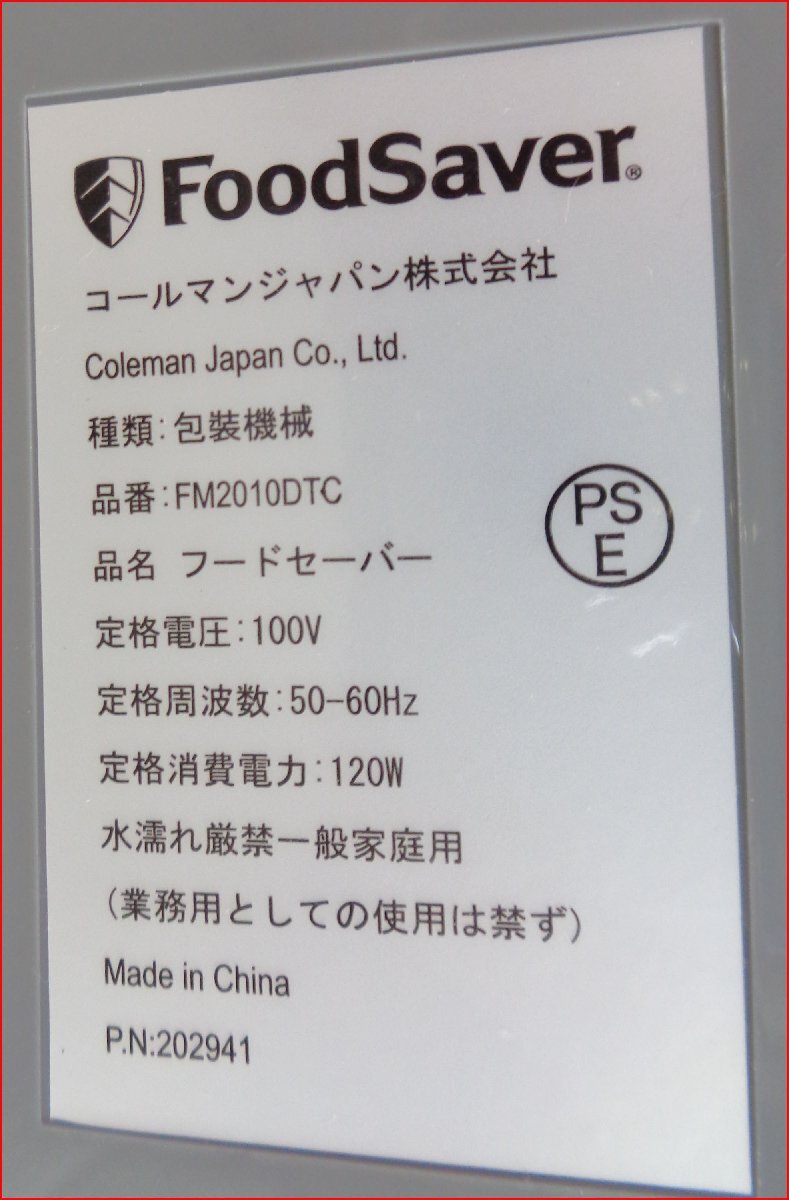 FoodSaver®
コールマンジャパン株式会社
Coleman Japan Co., Ltd.
種類:包装機械
品番:FM2010DTC
品名 フードセーバー
PS
E
定格電圧:100V
定格周波数:50-60Hz
定格消費電力:120W
水濡れ厳禁一般家庭用
(業務用としての使用は禁ず)
Made in China
P.N:202941